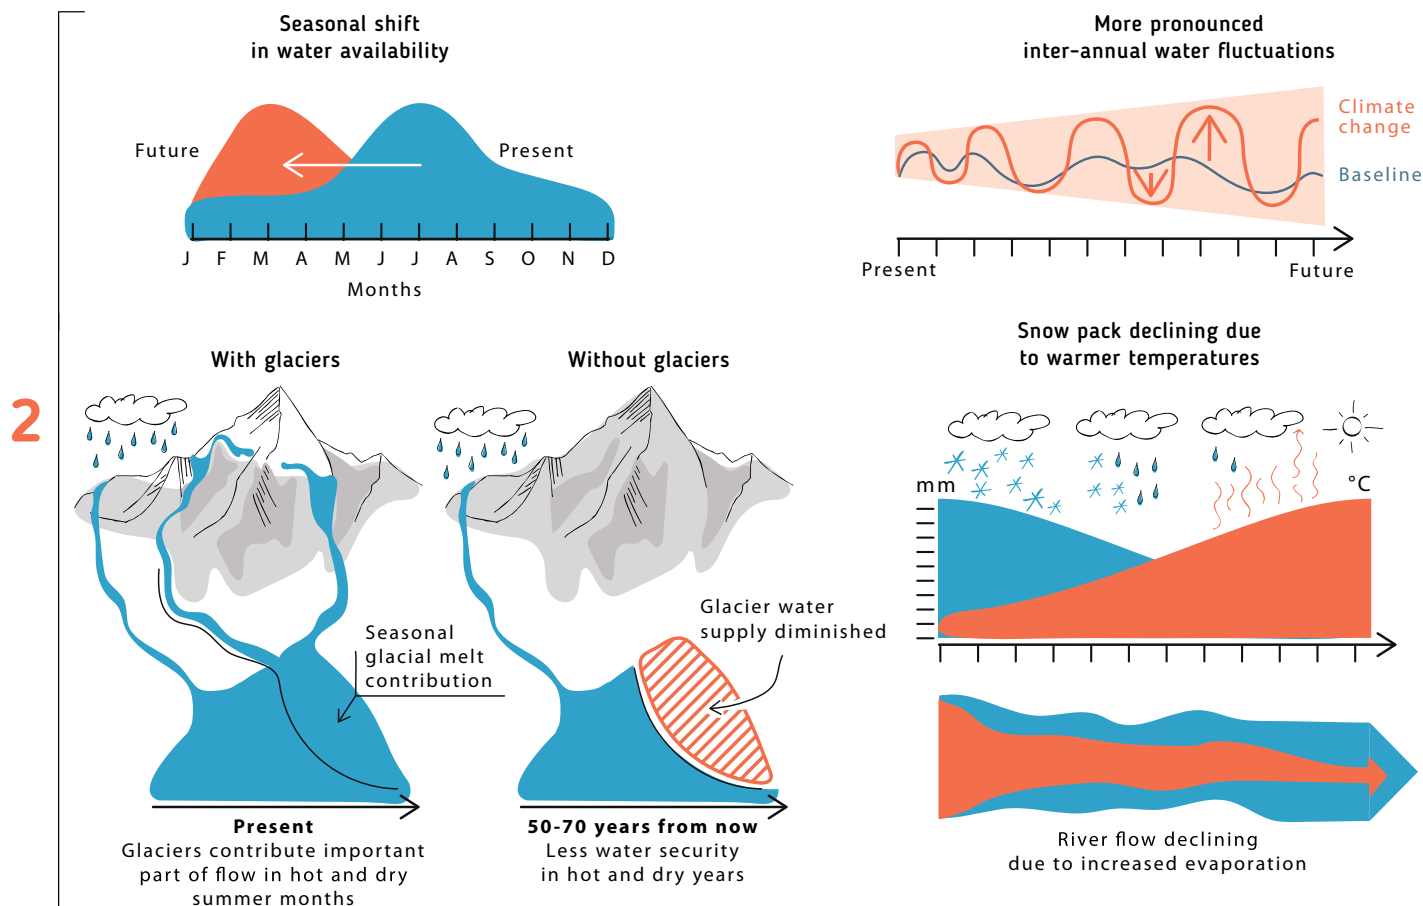 2
Seasonal shift
in water availability
Future
Present
J F M A M J J A S O N D
Months
More pronounced
inter-annual water fluctuations
Climate
change
Baseline
Present
Future
With glaciers
Seasonal
glacial melt
contribution
Present
Glaciers contribute important
part of flow in hot and dry
summer months
Without glaciers
Glacier water
supply diminished
50-70 years from now
Less water security
in hot and dry years
Snow pack declining due
to warmer temperatures
mm
°C
River flow declining
due to increased evaporation